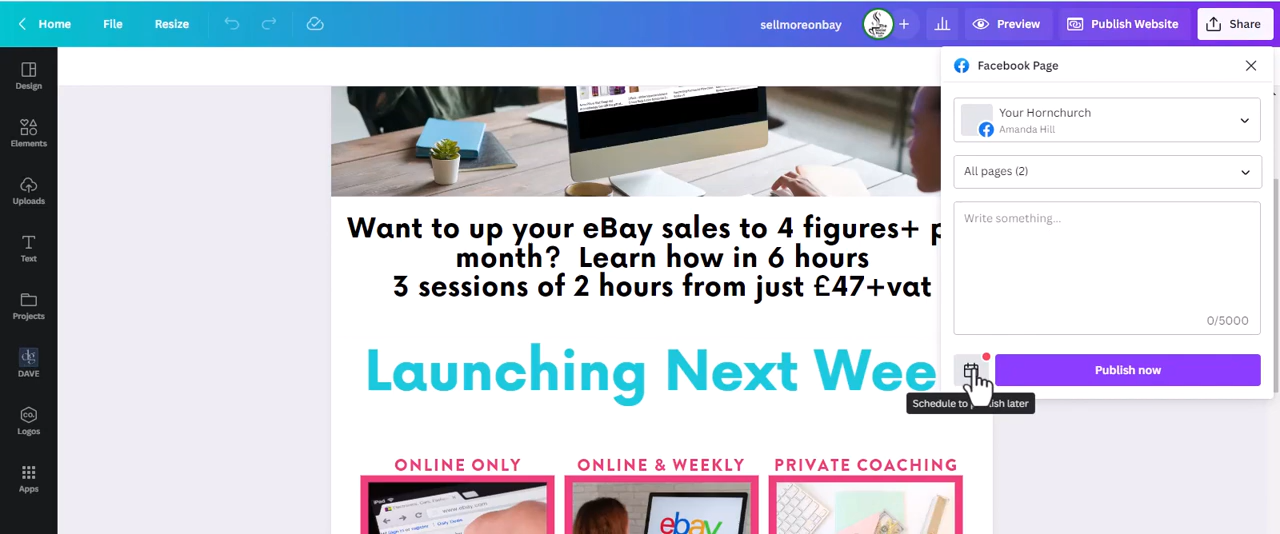 Home
File
Resize
sellmoreonbay
Preview
Publish Website
Share
Design
Elements
Uploads
Text
Projects
DAVE
Logos
Apps
Want to up your eBay sales to 4 figures+
month? Learn how in 6 hours
3 sessions of 2 hours from just £47+vat
Launching Next Wee
ONLINE ONLY
ONLINE & WEEKLY
PRIVATE COACHING
www.ebay.com
ebay
Facebook Page
Your Hornchurch
Amanda Hill
All pages (2)
Write something...
0/5000
Publish now
Schedule to publish later